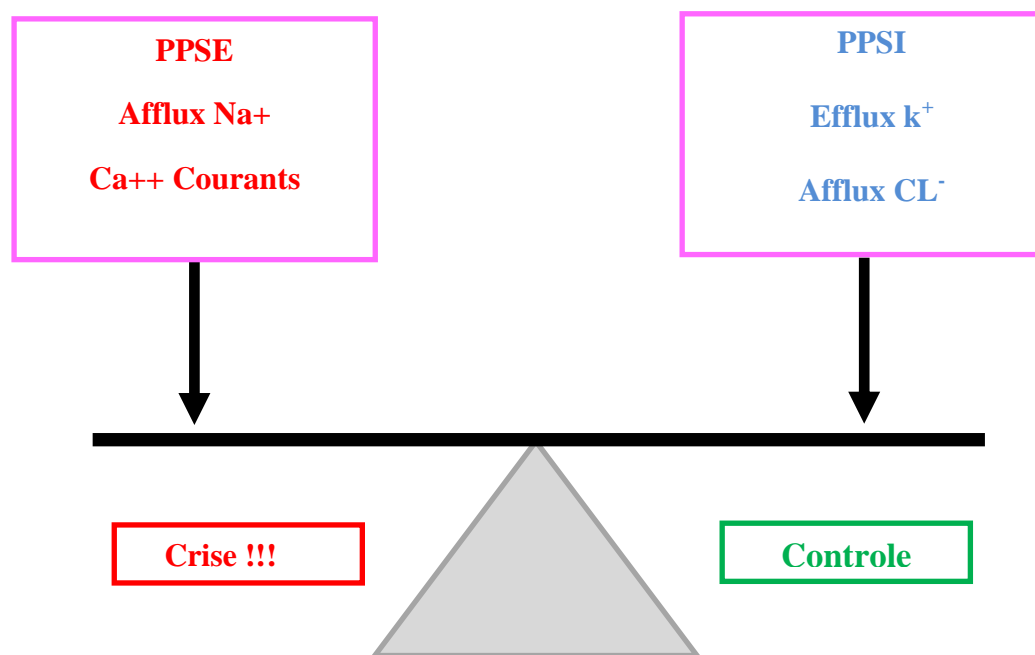 PPSE
Afflux Na+
Ca++ Courants
PPSI
Efflux k⁺
Afflux CL⁻
Crise !!!
Controle